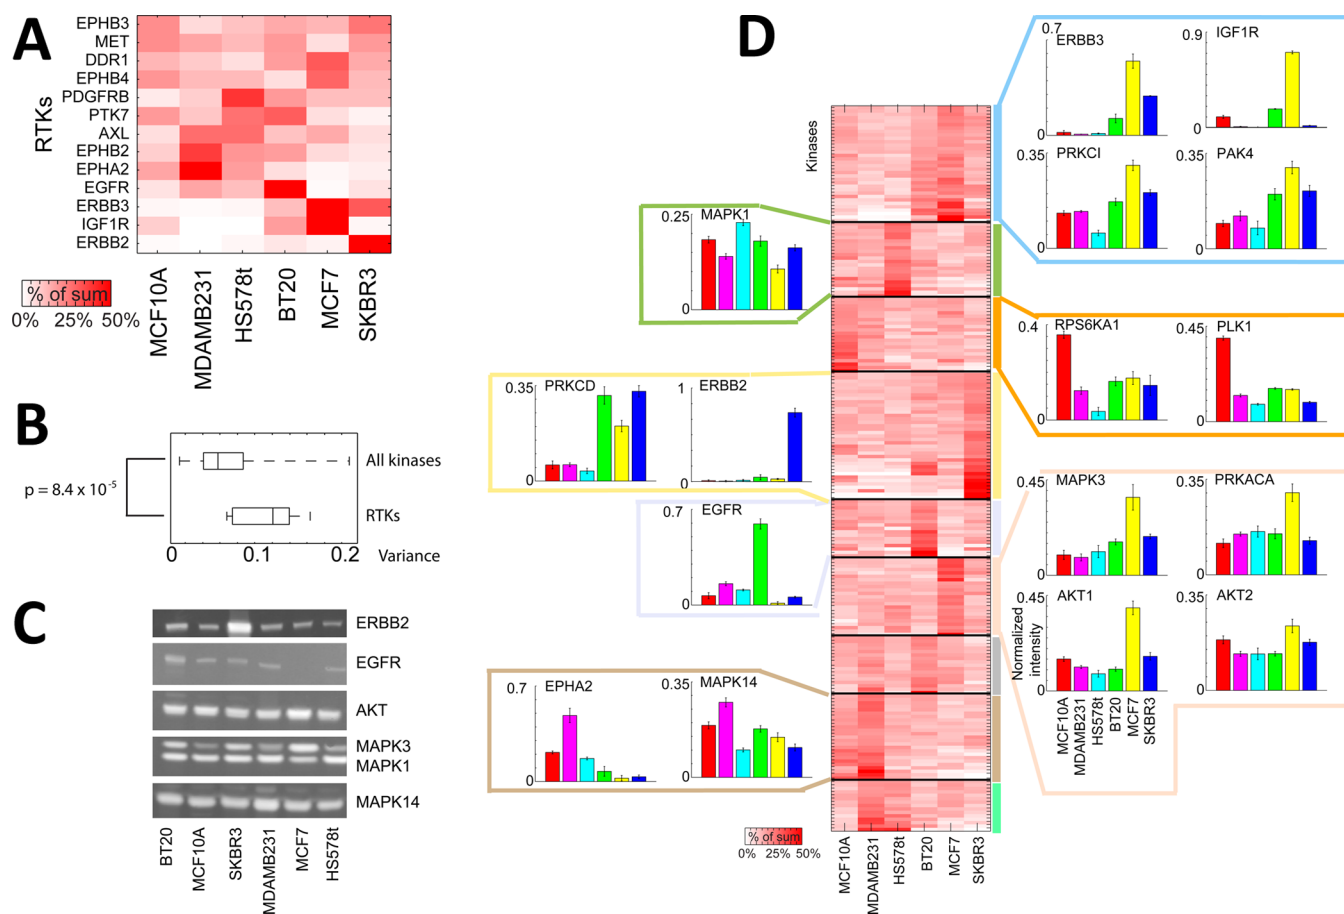 A
RTKs
EPHB3
MET
DDR1
EPHB4
PDGFRB
PTK7
AXL
EPHB2
EPHA2
EGFR
ERBB3
IGF1R
ERBB2
% of sum
0% 25% 50%
MCF10A
MDAMB231
HS578t
BT20
MCF7
SKBR3
B
p = 8.4 x 10⁻⁵
All kinases
RTKs
0 0.1 0.2
Variance
C
ERBB2
EGFR
AKT
MAPK3
MAPK1
MAPK14
BT20
MCF10A
SKBR3
MDAMB231
MCF7
HS578t
D
Kinases
0.7
ERBB3
0
0.9
IGF1R
0
0.35
PRKCI
0
0.35
PAK4
0
0.25
MAPK1
0
0.4
RPS6KA1
0
0.45
PLK1
0
0.35
PRKCD
0
1
ERBB2
0
0.7
EGFR
0
0.45
MAPK3
0
0.35
PRKACA
0
0.45
AKT1
0
0.35
AKT2
0
Normalized
intensity
MCF10A
MDAMB231
HS578t
BT20
MCF7
SKBR3
0.7
EPHA2
0
0.35
MAPK14
0
% of sum
0% 25% 50%
MCF10A
MDAMB231
HS578t
BT20
MCF7
SKBR3